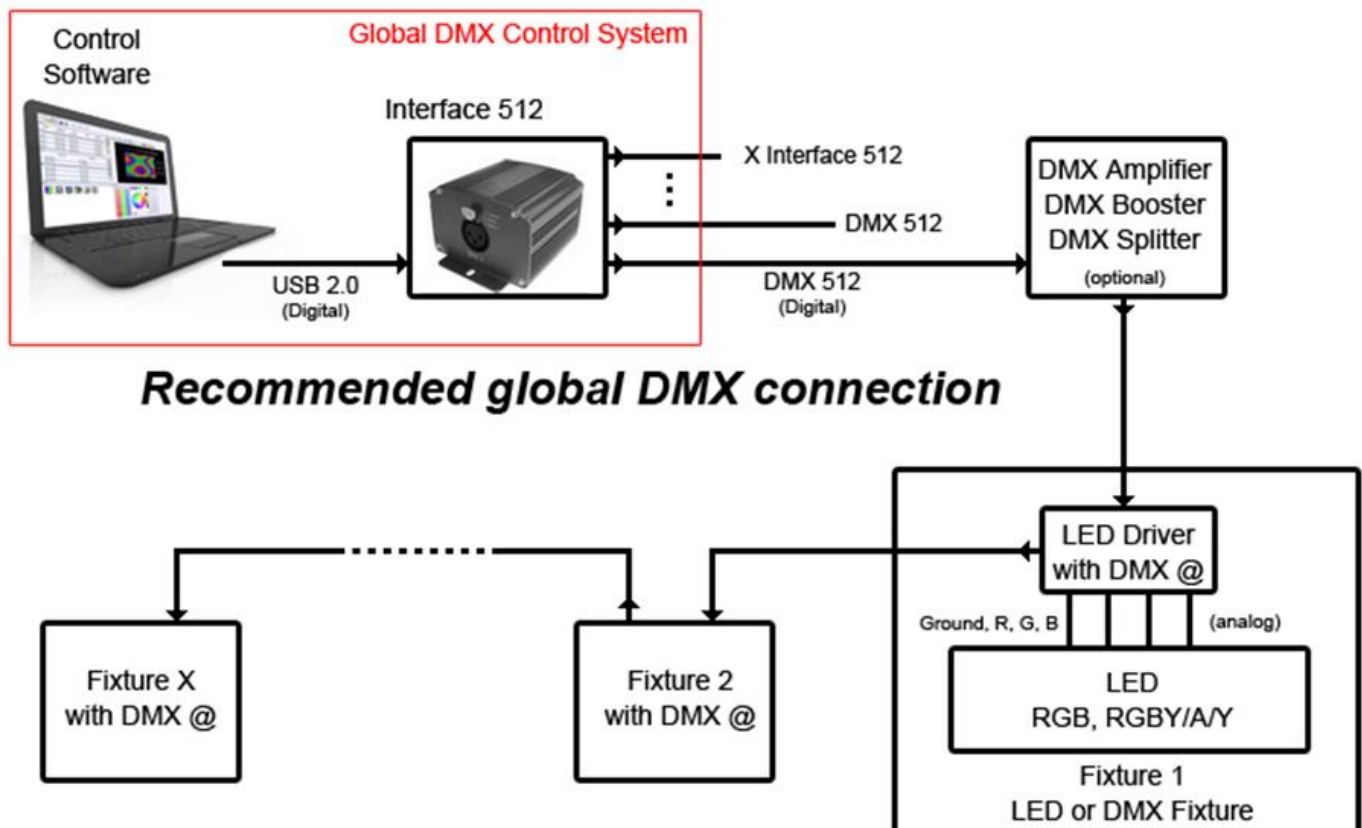 Control
Software
Global DMX Control System
Interface 512
X Interface 512
DMX 512
USB 2.0
(Digital)
DMX 512
(Digital)
DMX Amplifier
DMX Booster
DMX Splitter
(optional)
Recommended global DMX connection
LED Driver
with DMX @
Ground, R, G, B
(analog)
LED
RGB, RGBY/A/Y
Fixture 1
LED or DMX Fixture
Fixture 2
with DMX @
Fixture X
with DMX @